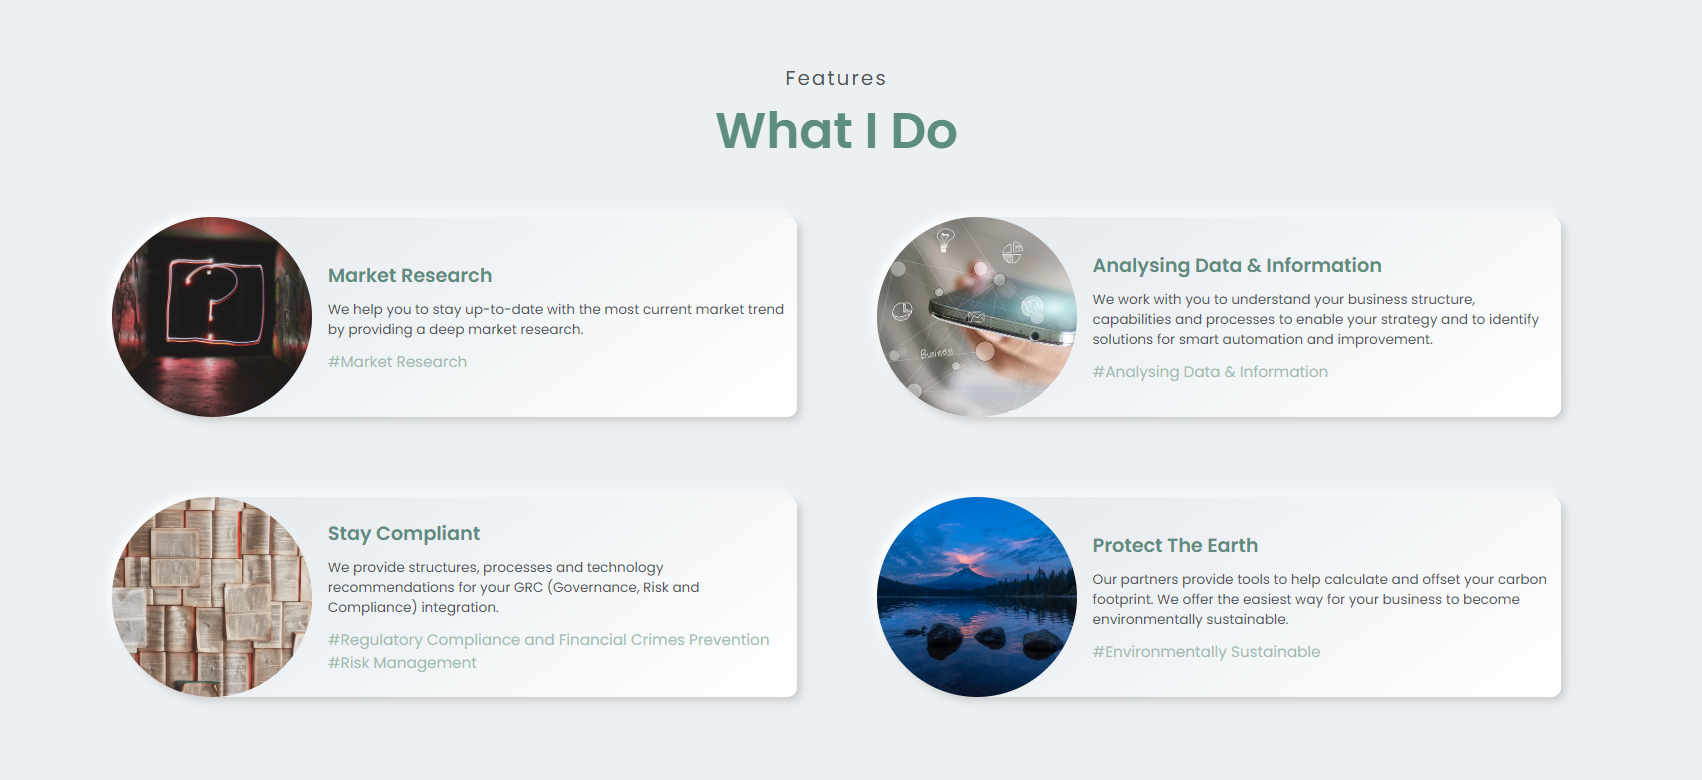 Features
What I Do
Market Research
We help you to stay up-to-date with the most current market trend
by providing a deep market research.
#Market Research
Analysing Data & Information
We work with you to understand your business structure,
capabilities and processes to enable your strategy and to identify
solutions for smart automation and improvement.
#Analysing Data & Information
Business
Stay Compliant
We provide structures, processes and technology
recommendations for your GRC (Governance, Risk and
Compliance) integration.
#Regulatory Compliance and Financial Crimes Prevention
#Risk Management
Protect The Earth
Our partners provide tools to help calculate and offset your carbon
footprint. We offer the easiest way for your business to become
environmentally sustainable.
#Environmentally Sustainable